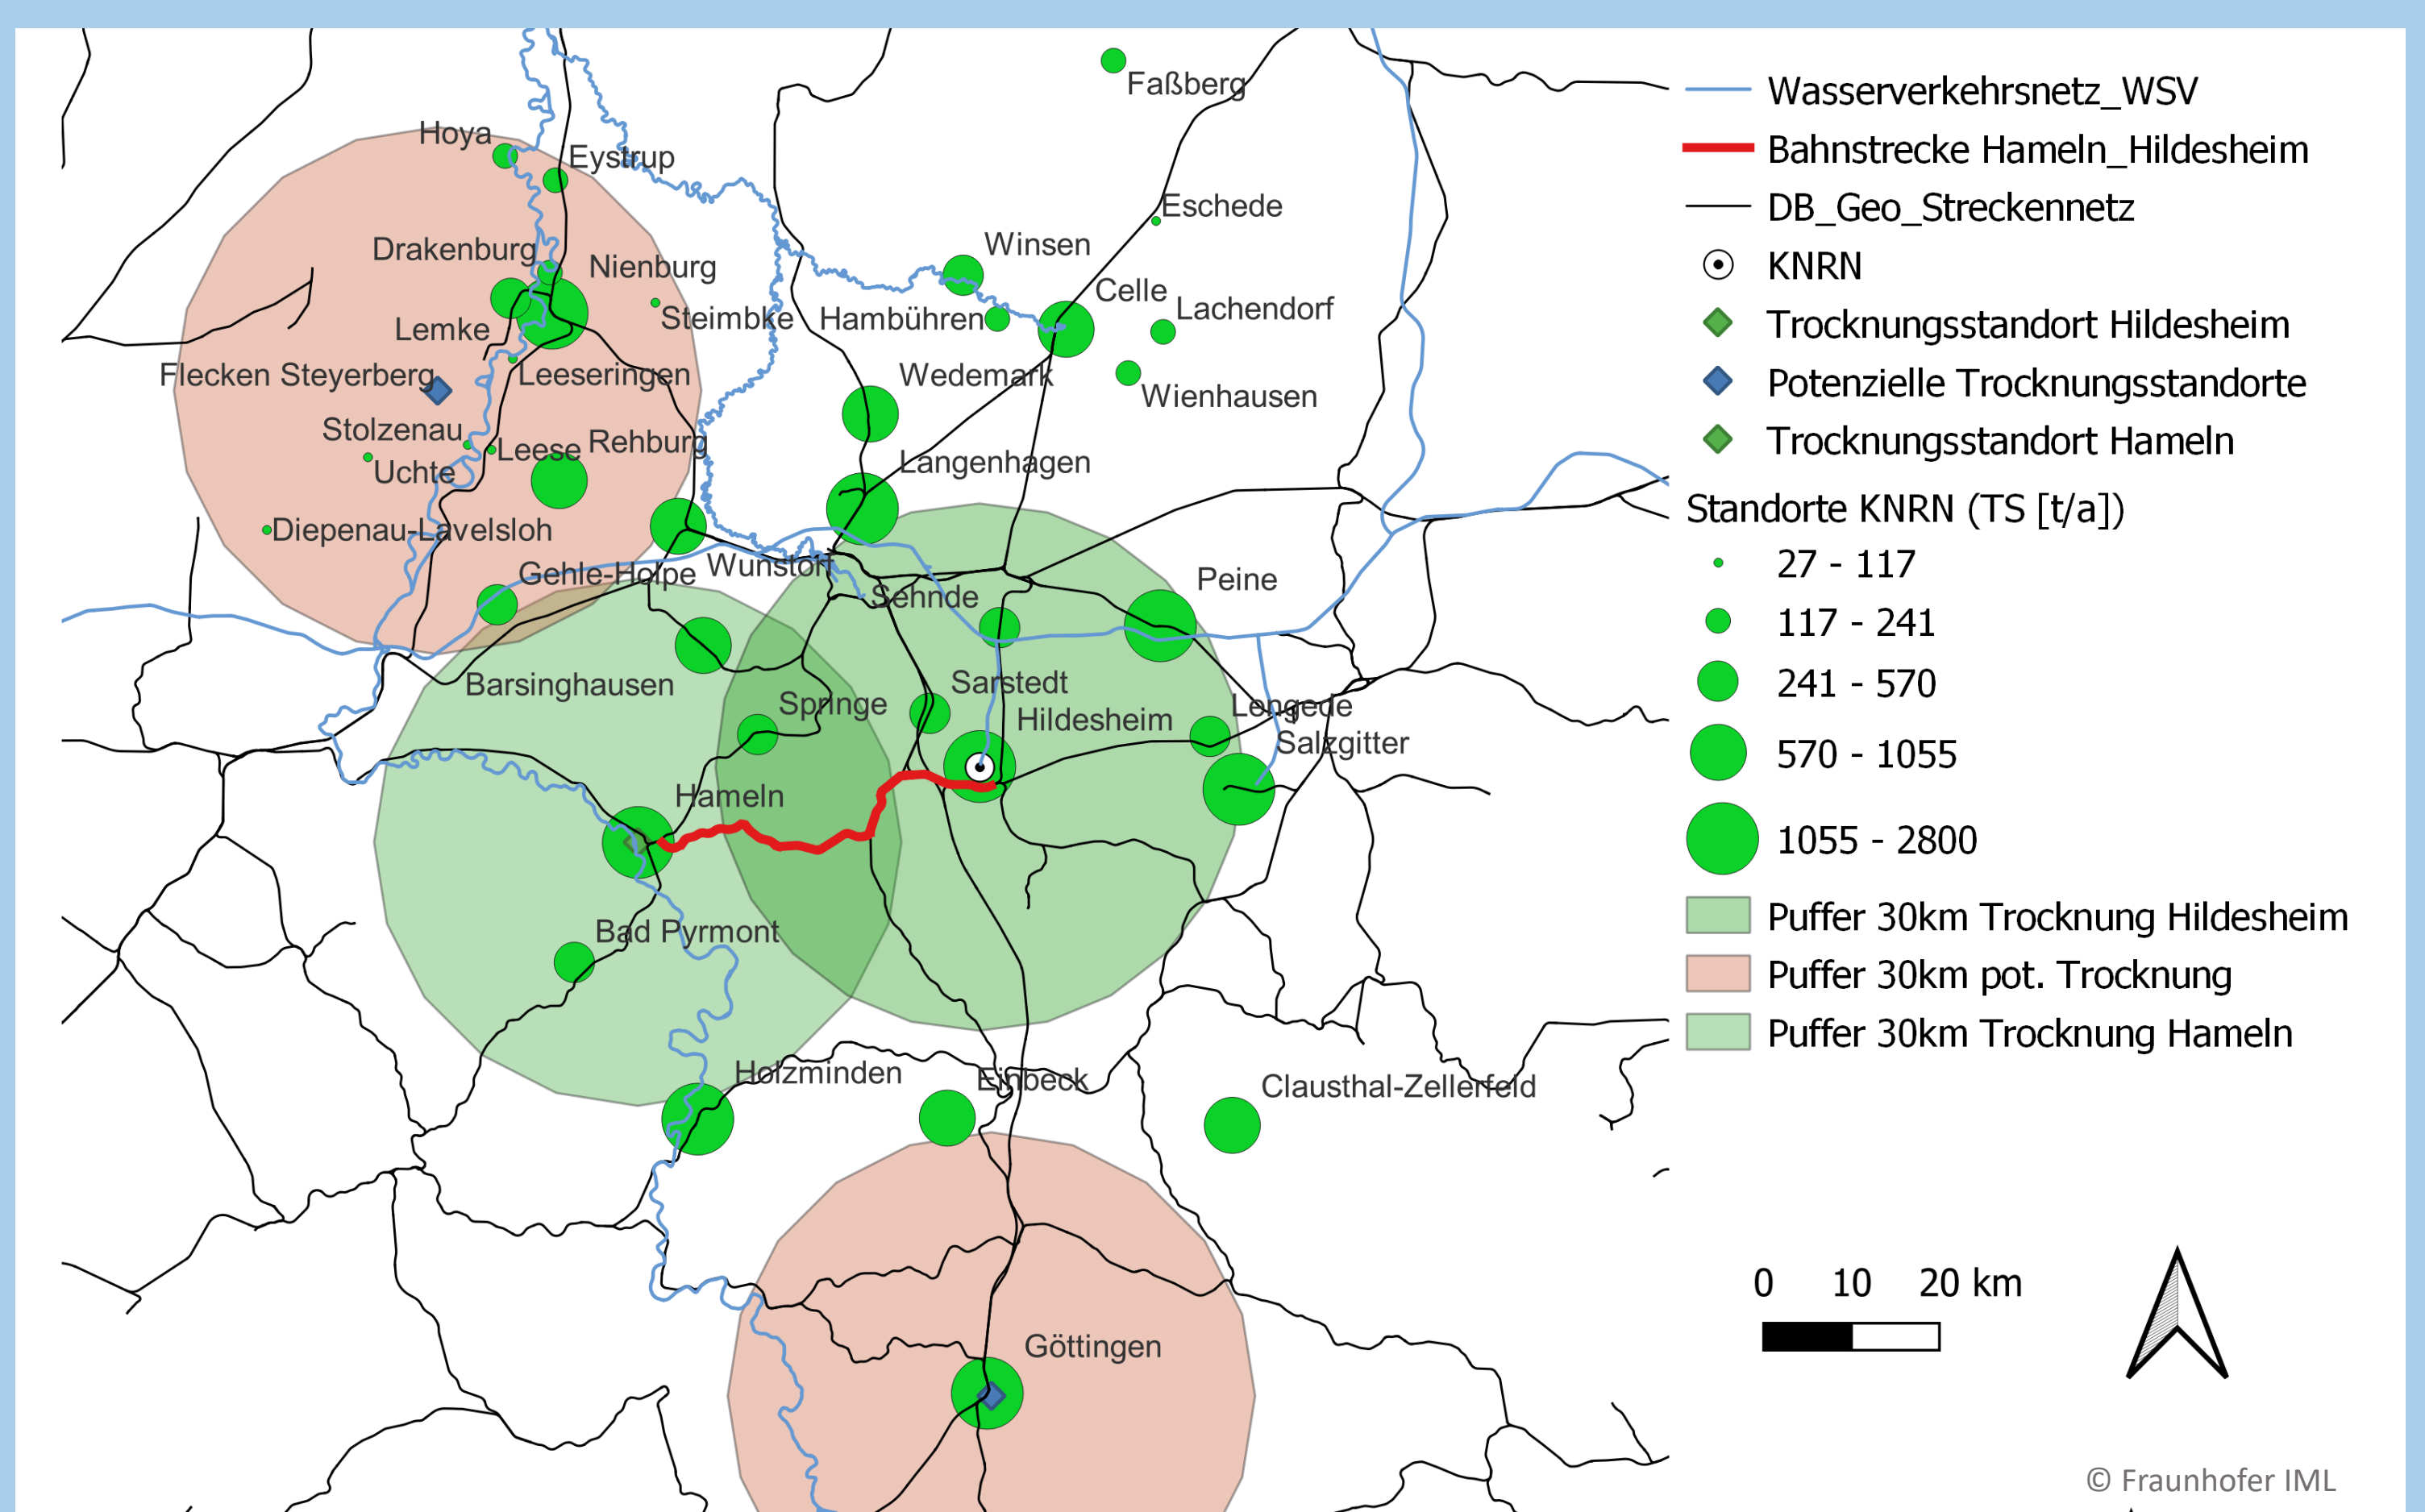 Faßberg
Hoya
Eystrup
Eschede
Drakenburg
Nienburg
Winsen
Celle
Lachendorf
Steimbke
Hambühren
Lemke
Flecken Steyerberg
Leeseringen
Wedemark
Wienhausen
Stolzenau
Leese
Rehburg
Uchte
Langenhagen
Diepenau-Lavelsloh
Gehle-Holpe
Wunstorf
Sehnde
Peine
Barsinghausen
Springe
Sarstedt
Hildesheim
Lengede
Salzgitter
Hameln
Bad Pyrmont
Holzminden
Einbeck
Clausthal-Zellerfeld
Göttingen
Wasserverkehrsnetz_WSV
Bahnstrecke Hameln_Hildesheim
DB_Geo_Streckennetz
KNRN
Trocknungsstandort Hildesheim
Potenzielle Trocknungsstandorte
Trocknungsstandort Hameln
Standorte KNRN (TS [t/a])
27 - 117
117 - 241
241 - 570
570 - 1055
1055 - 2800
Puffer 30km Trocknung Hildesheim
Puffer 30km pot. Trocknung
Puffer 30km Trocknung Hameln
0 10 20 km
© Fraunhofer IML